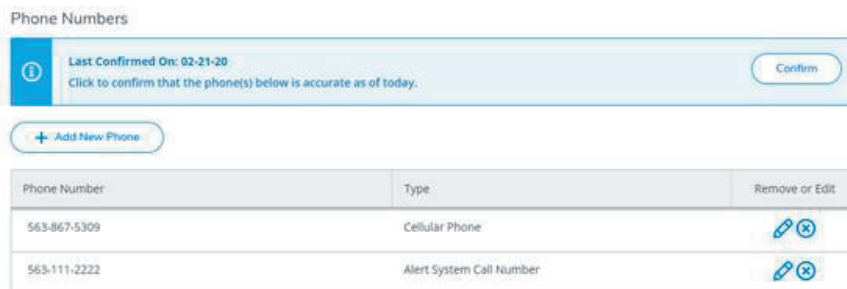 Phone Numbers
Last Confirmed On: 02-21-20
Click to confirm that the phone(s) below is accurate as of today.
Confirm
+ Add New Phone
Phone Number Type Remove or Edit
563-867-5309 Cellular Phone
563-111-2222 Alert System Call Number